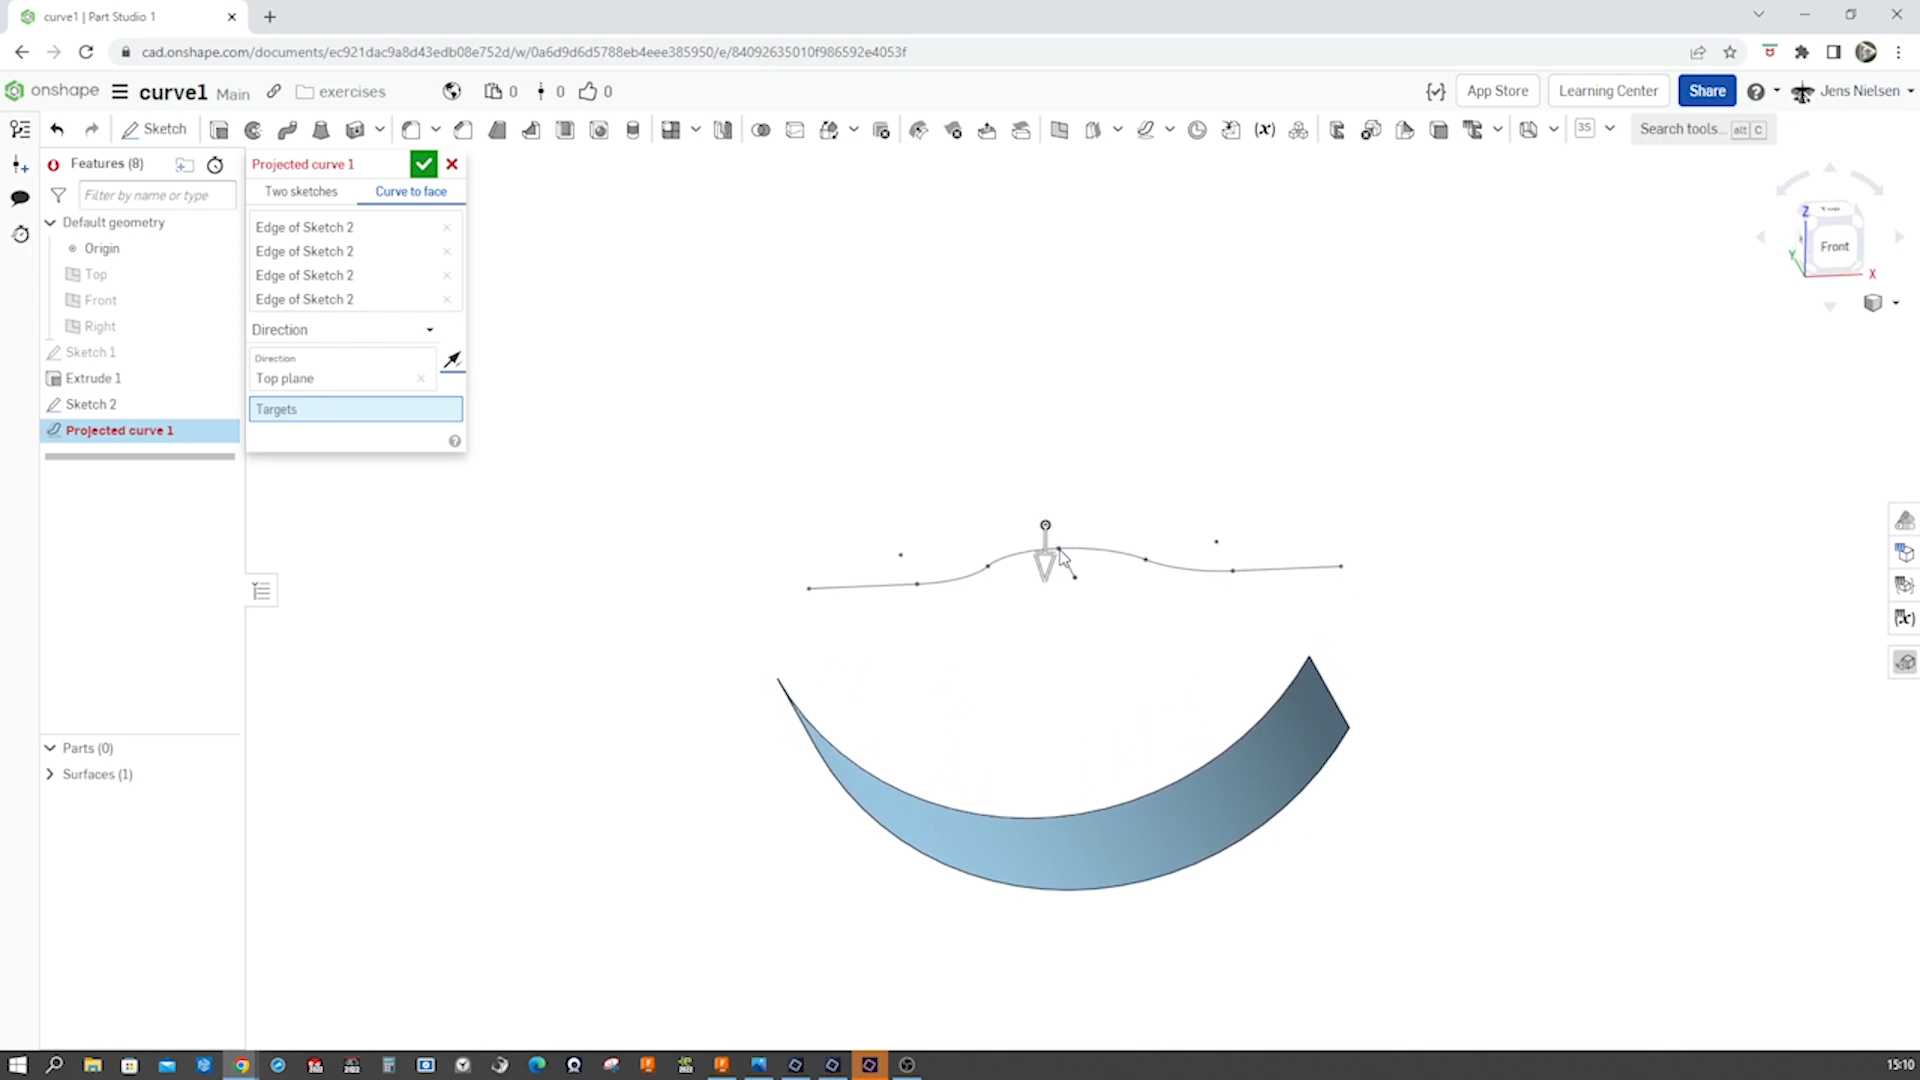 curve1 | Part Studio 1
cad.onshape.com/documents/ec921dac9a8d43edb08e752d/w/0a6d9d6d5788eb4eee385950/e/84092635010f986592e4053f
onshape curve1 Main exercises 0 0 0 App Store Learning Center Share Jens Nielsen
Sketch (x) 3S Search tools... alt C
Features (8)
Filter by name or type
Default geometry
Origin
Top
Front
Right
Sketch 1
Extrude 1
Sketch 2
Projected curve 1
Parts (0)
Surfaces (1)
Projected curve 1
Two sketches Curve to face
Edge of Sketch 2
Edge of Sketch 2
Edge of Sketch 2
Edge of Sketch 2
Direction
Direction
Top plane
Targets
Z
Front
Y
X
(x)
15:10